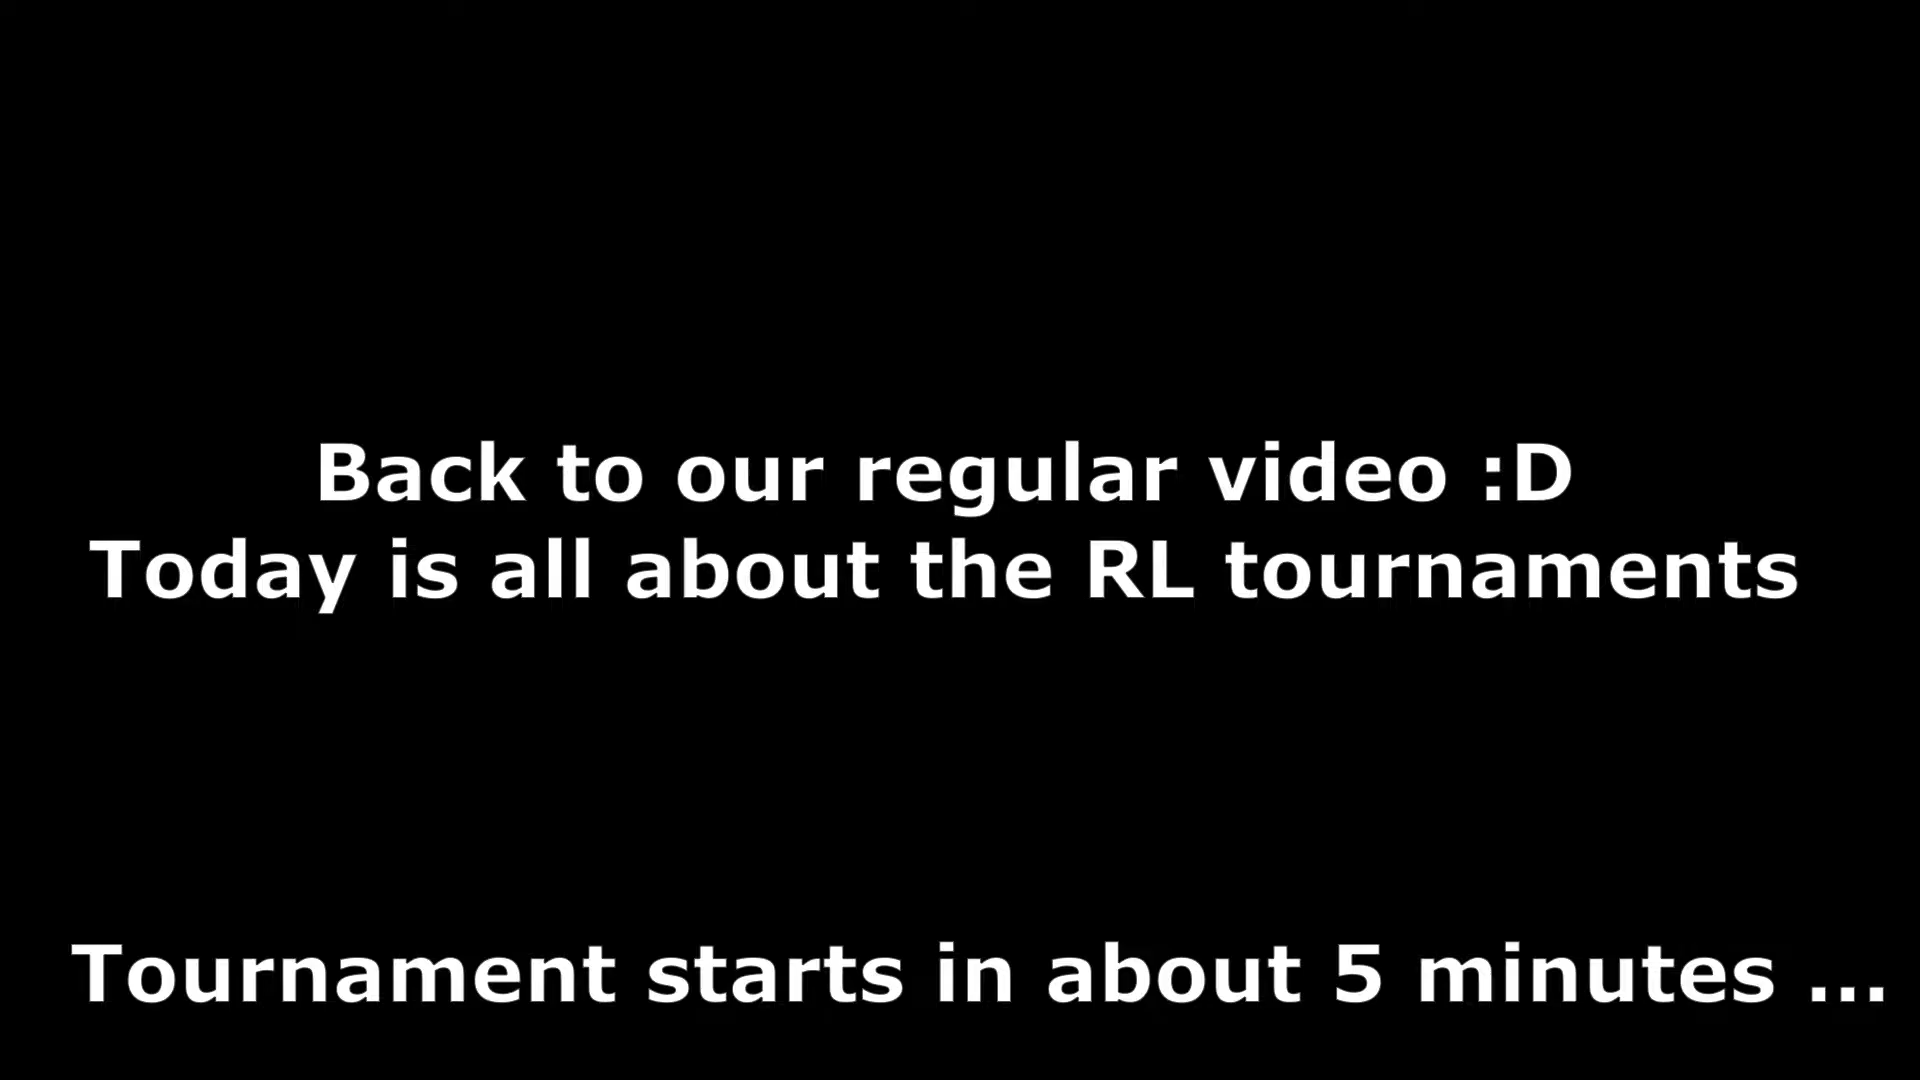 Back to our regular video :D
Today is all about the RL tournaments
Tournament starts in about 5 minutes ...